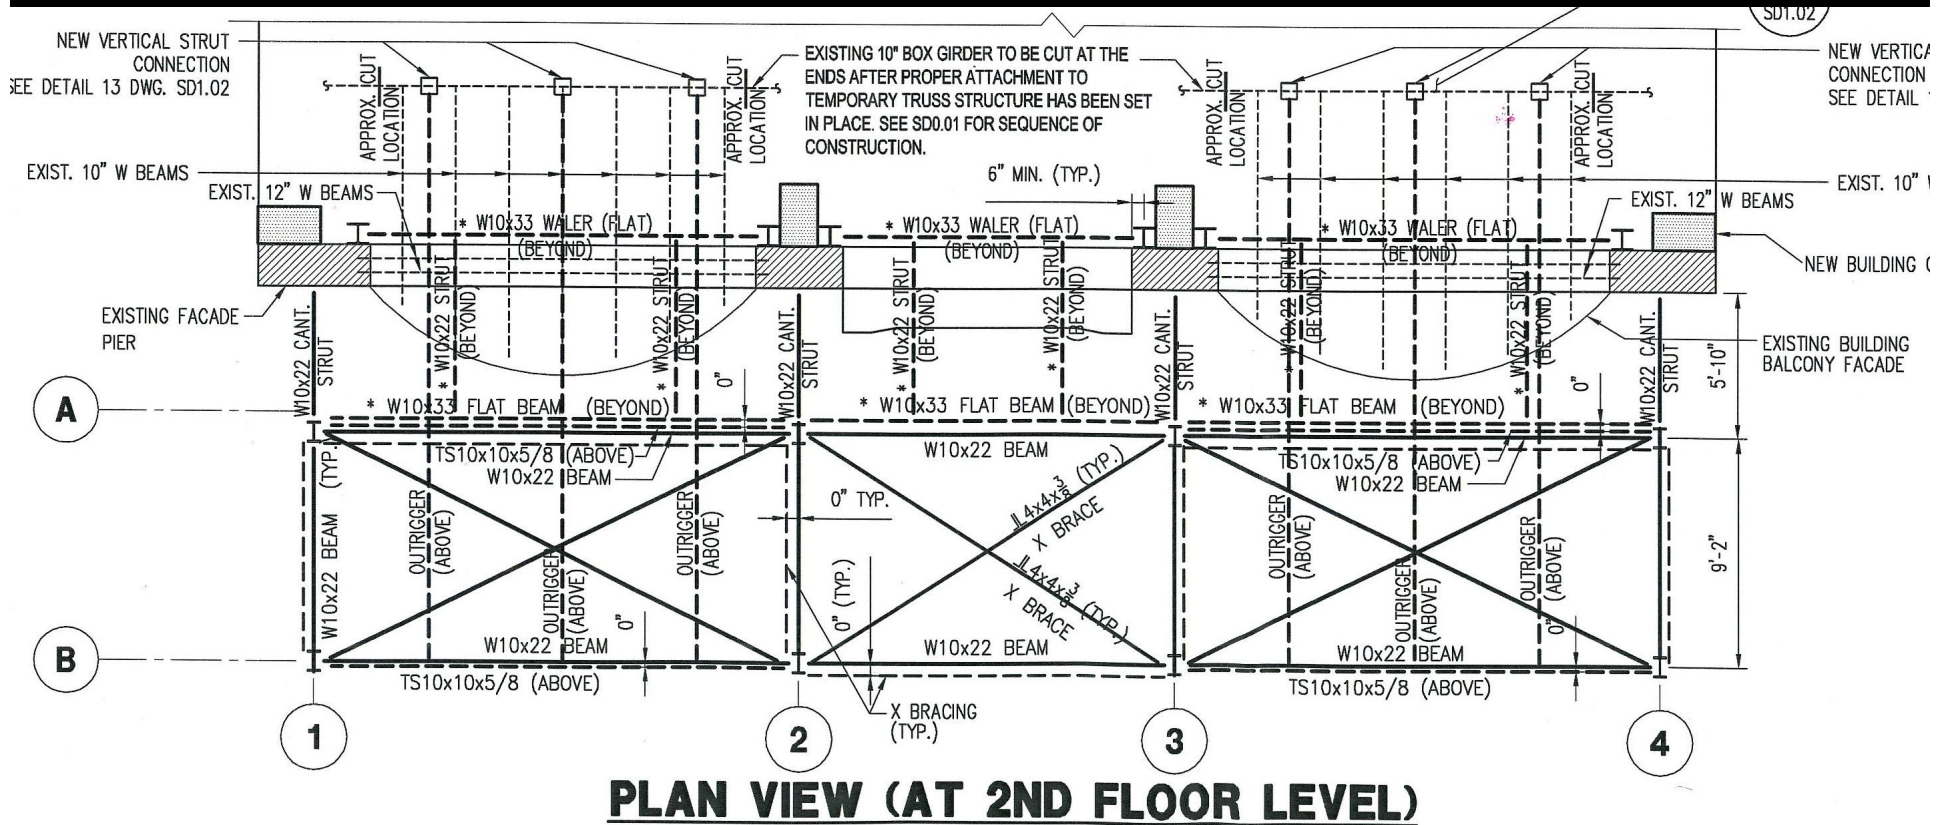 SD1.02
NEW VERTICAL STRUT
CONNECTION
SEE DETAIL 13 DWG. SD1.02
APPROX. CUT
LOCATION
APPROX. CUT
LOCATION
EXISTING 10" BOX GIRDER TO BE CUT AT THE
ENDS AFTER PROPER ATTACHMENT TO
TEMPORARY TRUSS STRUCTURE HAS BEEN SET
IN PLACE. SEE SD0.01 FOR SEQUENCE OF
CONSTRUCTION.
APPROX. CUT
LOCATION
APPROX. CUT
LOCATION
NEW VERTICA
CONNECTION
SEE DETAIL
EXIST. 10" W BEAMS
EXIST. 12" W BEAMS
6" MIN. (TYP.)
EXIST. 10"
EXIST. 12" W BEAMS
* W10x33 WALER (FLAT)
(BEYOND)
* W10x33 WALER (FLAT)
(BEYOND)
* W10x33 WALER (FLAT)
(BEYOND)
NEW BUILDING
EXISTING FACADE
PIER
W10x22 CANT.
STRUT
* W10x22 STRUT
(BEYOND)
* W10x22 STRUT
(BEYOND)
0"
W10x22 CANT.
STRUT
* W10x22 STRUT
(BEYOND)
* W10x22 STRUT
(BEYOND)
W10x22 CANT.
STRUT
* W10x22 STRUT
(BEYOND)
* W10x22 STRUT
(BEYOND)
0"
W10x22 CANT.
STRUT
EXISTING BUILDING
BALCONY FACADE
5'-10"
A
* W10x33 FLAT BEAM (BEYOND)
* W10x33 FLAT BEAM (BEYOND)
* W10x33 FLAT BEAM (BEYOND)
TS10x10x5/8 (ABOVE)
W10x22 BEAM
W10x22 BEAM
TS10x10x5/8 (ABOVE)
W10x22 BEAM
W10x22 BEAM (TYP.)
OUTRIGGER
(ABOVE)
OUTRIGGER
(ABOVE)
OUTRIGGER
(ABOVE)
0" TYP.
0" (TYP.)
JL4x4x3/8 (TYP.)
X BRACE
JL4x4x3/8 (TYP.)
X BRACE
OUTRIGGER
(ABOVE)
OUTRIGGER
(ABOVE)
OUTRIGGER
(ABOVE)
9'-2"
B
0"
W10x22 BEAM
W10x22 BEAM
W10x22 BEAM
0"
TS10x10x5/8 (ABOVE)
TS10x10x5/8 (ABOVE)
X BRACING
(TYP.)
1
2
3
4
PLAN VIEW (AT 2ND FLOOR LEVEL)